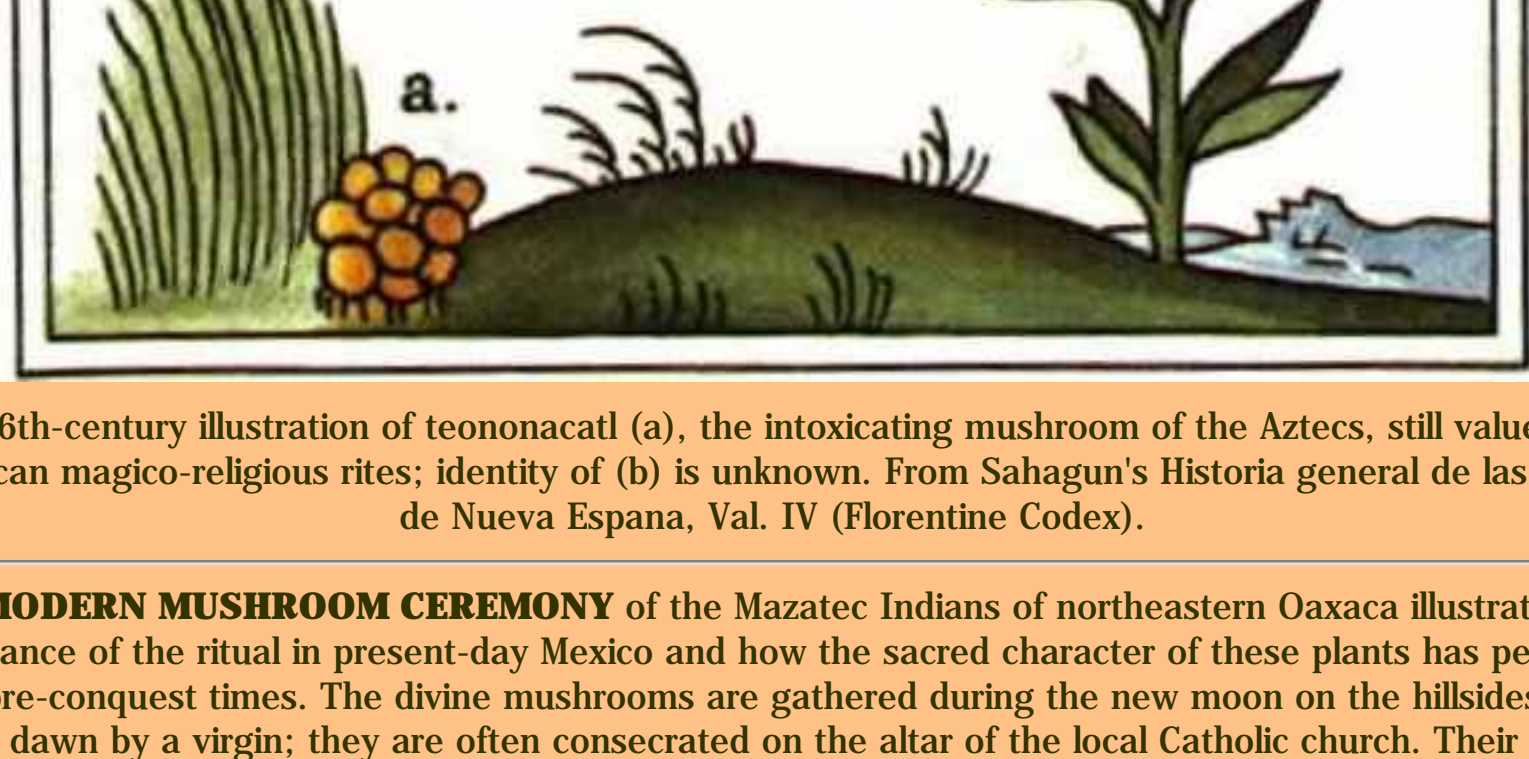 a.
6th-century illustration of teononacatl (a), the intoxicating mushroom of the Aztecs, still value
can magico-religious rites; identity of (b) is unknown. From Sahagun's Historia general de las
de Nueva Espana, Val. IV (Florentine Codex).
MODERN MUSHROOM CEREMONY of the Mazatec Indians of northeastern Oaxaca illustrat
ance of the ritual in present-day Mexico and how the sacred character of these plants has pe
pre-conquest times. The divine mushrooms are gathered during the new moon on the hillsides
dawn by a virgin; they are often consecrated on the altar of the local Catholic church. Their